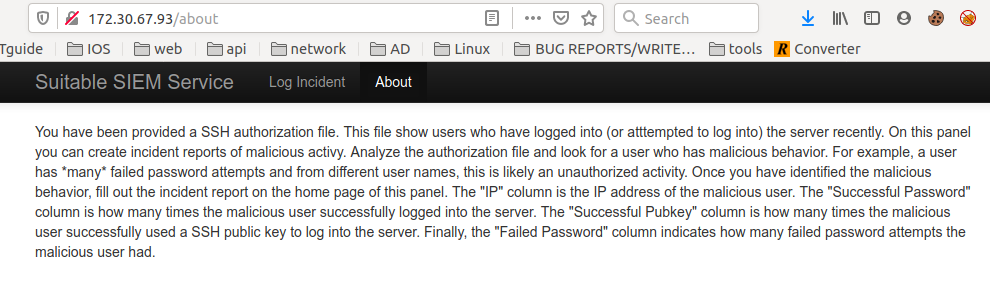 172.30.67.93/about
Search
Tguide IOS web api network AD Linux BUG REPORTS/WRITE... tools R Converter
Suitable SIEM Service Log Incident About
You have been provided a SSH authorization file. This file show users who have logged into (or atttempted to log into) the server recently. On this panel
you can create incident reports of malicious activy. Analyze the authorization file and look for a user who has malicious behavior. For example, a user
has *many* failed password attempts and from different user names, this is likely an unauthorized activity. Once you have identified the malicious
behavior, fill out the incident report on the home page of this panel. The "IP" column is the IP address of the malicious user. The "Successful Password"
column is how many times the malicious user successfully logged into the server. The "Successful Pubkey" column is how many times the malicious
user successfully used a SSH public key to log into the server. Finally, the "Failed Password" column indicates how many failed password attempts the
malicious user had.